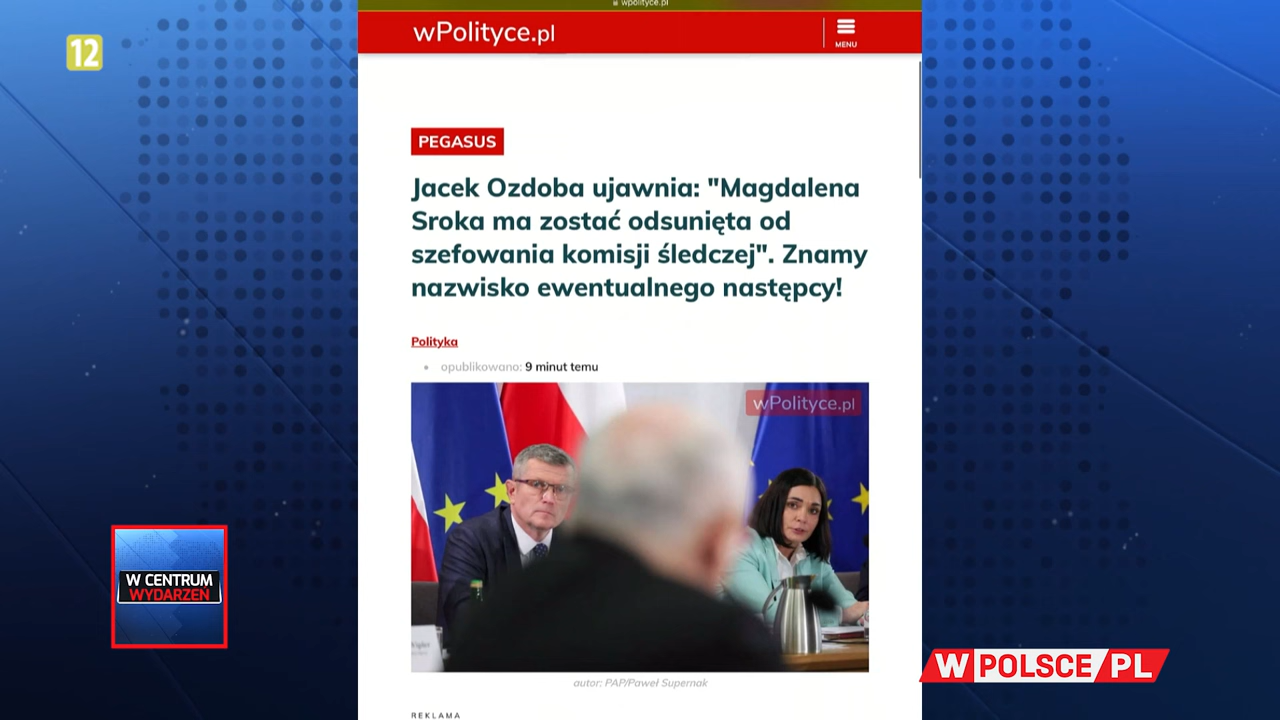 wpolityce.pl
12
wPolityce.pl
MENU
PEGASUS
Jacek Ozdoba ujawnia: "Magdalena
Sroka ma zostać odsunięta od
szefowania komisji śledczej". Znamy
nazwisko ewentualnego następcy!
Polityka
opublikowano: 9 minut temu
wPolityce.pl
W CENTRUM
WYDARZEŃ
W POLSCE PL
autor: PAP/Paweł Supernak
REKLAMA